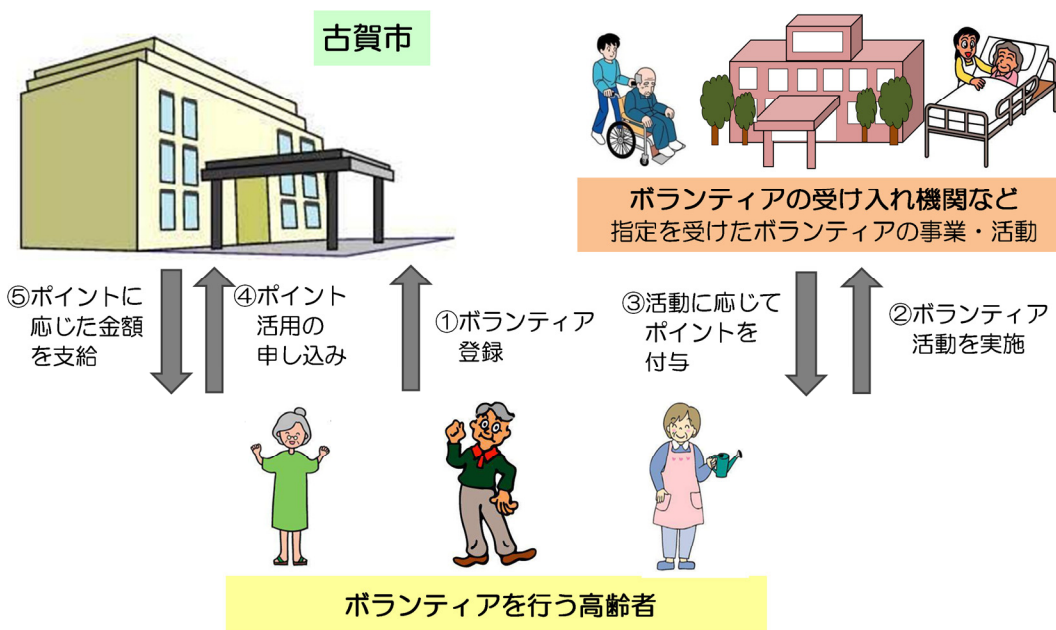 古賀市
ボランティアの受け入れ機関など
指定を受けたボランティアの事業・活動
⑤ポイントに
応じた金額
を支給
④ポイント
活用の
申し込み
①ボランティア
登録
③活動に応じて
ポイントを
付与
②ボランティア
活動を実施
ボランティアを行う高齢者